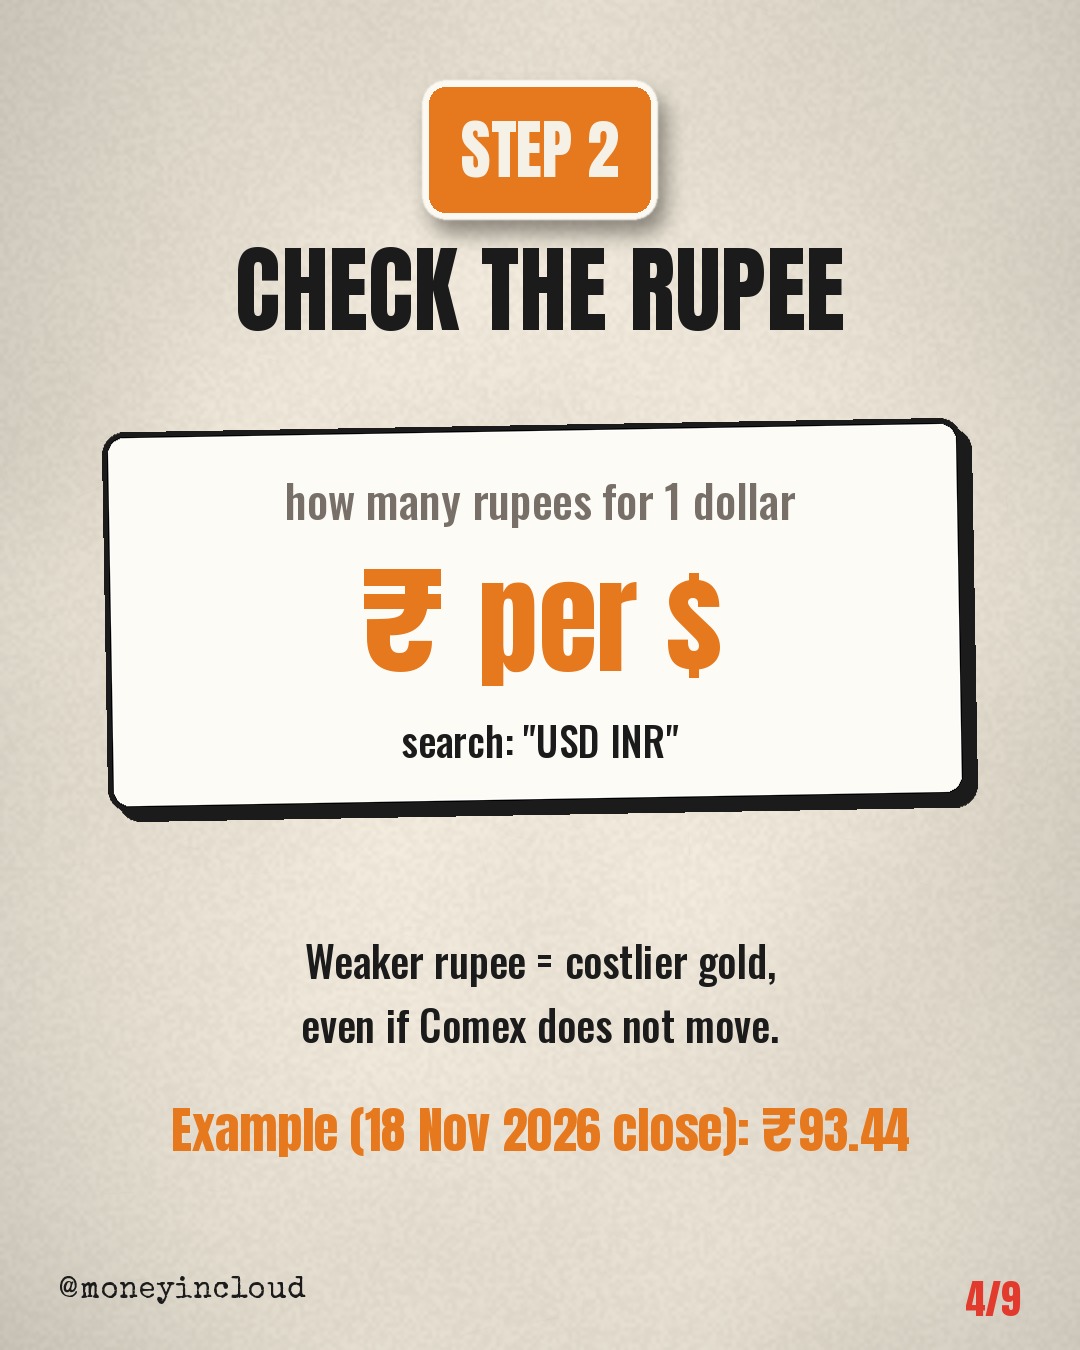 STEP 2
CHECK THE RUPEE
how many rupees for 1 dollar
₹ per $
search: "USD INR"
Weaker rupee = costlier gold,
even if Comex does not move.
Example (18 Nov 2026 close): ₹93.44
@moneyincloud
4/9